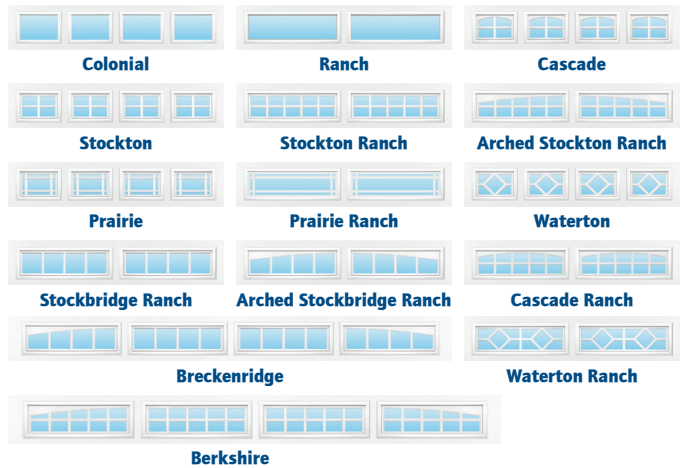 Colonial
Ranch
Cascade
Stockton
Stockton Ranch
Arched Stockton Ranch
Prairie
Prairie Ranch
Waterton
Stockbridge Ranch
Arched Stockbridge Ranch
Cascade Ranch
Breckenridge
Waterton Ranch
Berkshire